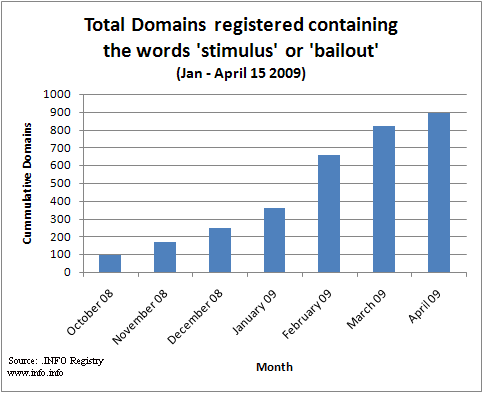 Total Domains registered containing
the words 'stimulus' or 'bailout'
(Jan - April 15 2009)
Cummulative Domains
1000
900
800
700
600
500
400
300
200
100
0
October 08
November 08
December 08
January 09
February 09
March 09
April 09
Month
Source: .INFO Registry
www.info.info